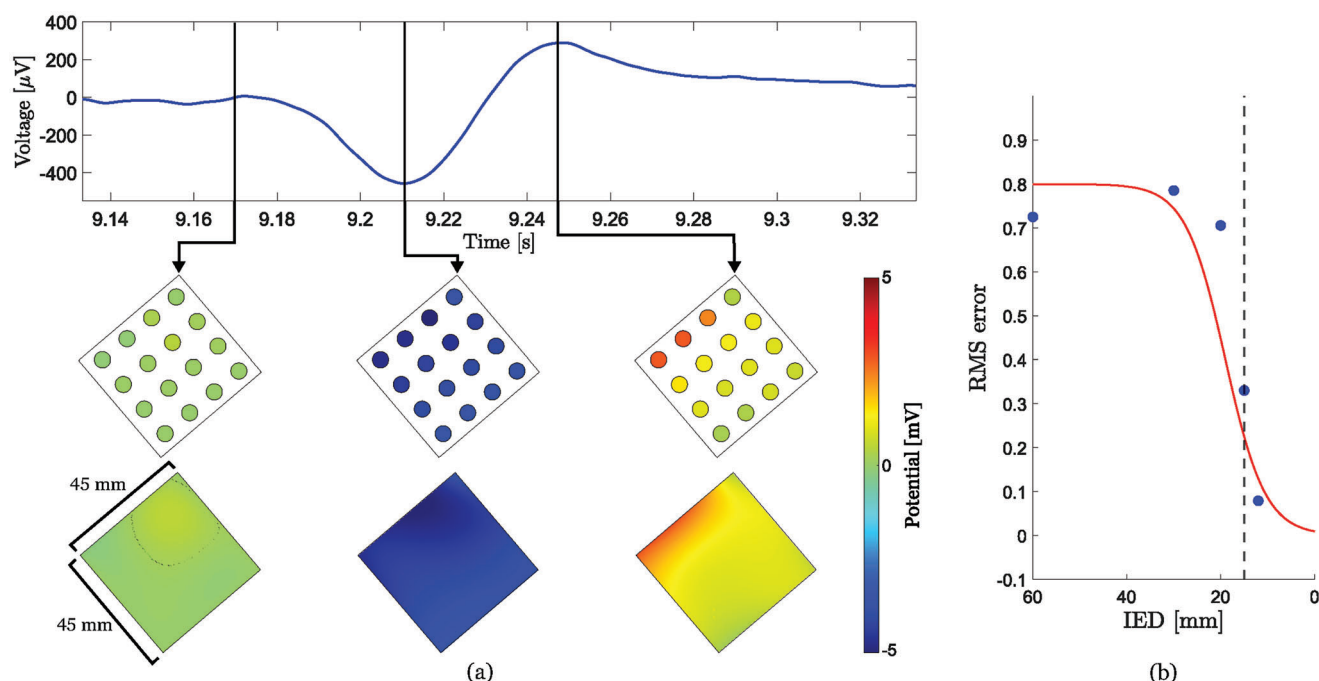 400
200
0
-200
-400
Voltage [μV]
9.14 9.16 9.18 9.2 9.22 9.24 9.26 9.28 9.3 9.32
Time [s]
45 mm
45 mm
5
0
-5
Potential [mV]
(a)
0.9
0.8
0.7
0.6
0.5
0.4
0.3
0.2
0.1
0
-0.1
RMS error
60 40 20 0
IED [mm]
(b)